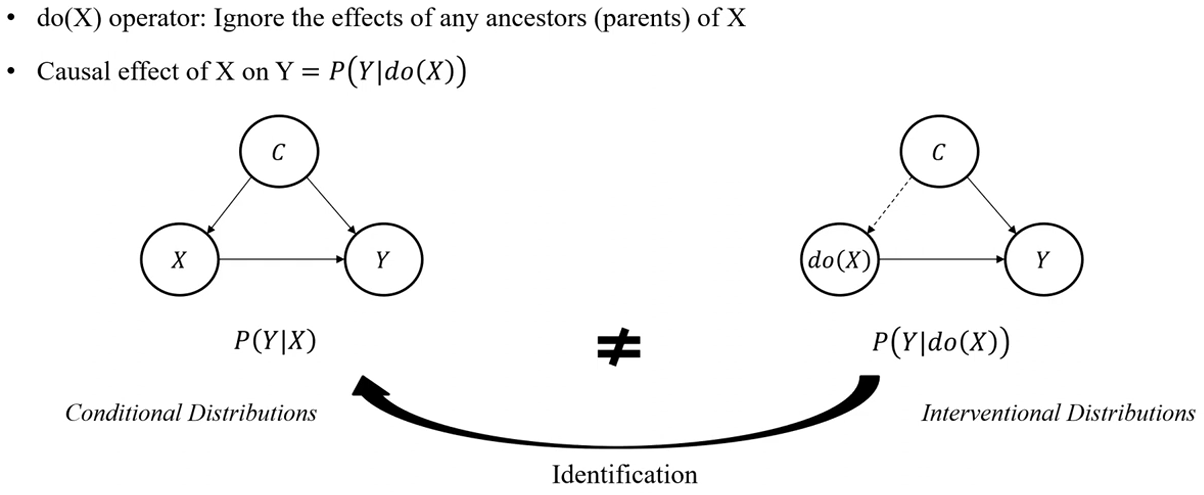 • do(X) operator: Ignore the effects of any ancestors (parents) of X
• Causal effect of X on Y = P(Y|do(X))
C
C
X
Y
do(X)
Y
P(Y|X)
≠
P(Y|do(X))
Conditional Distributions
Interventional Distributions
Identification